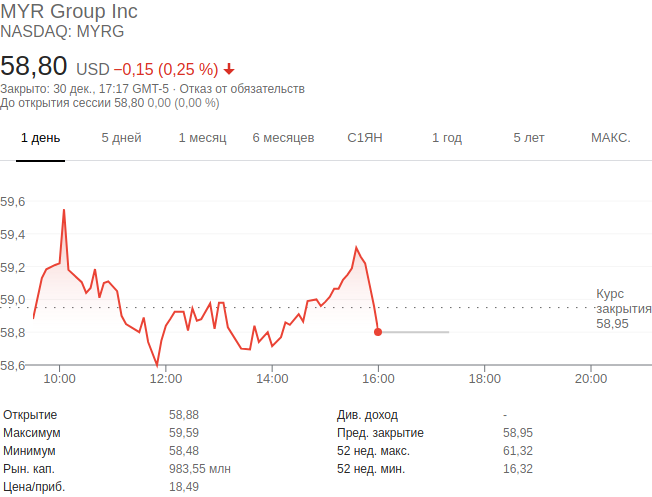 MYR Group Inc
NASDAQ: MYRG
58,80 USD −0,15 (0,25 %)
Закрыто: 30 дек., 17:17 GMT-5 · Отказ от обязательств
До открытия сессии 58,80 0,00 (0,00 %)
1 день 5 дней 1 месяц 6 месяцев С1ЯН 1 год 5 лет МАКС.
59,6
59,4
59,2
59,0
58,8
58,6
Курс
закрытия
58,95
10:00 12:00 14:00 16:00 18:00 20:00
Открытие 58,88 Див. доход -
Максимум 59,59 Пред. закрытие 58,95
Минимум 58,48 52 нед. макс. 61,32
Рын. кап. 983,55 млн 52 нед. мин. 16,32
Цена/приб. 18,49